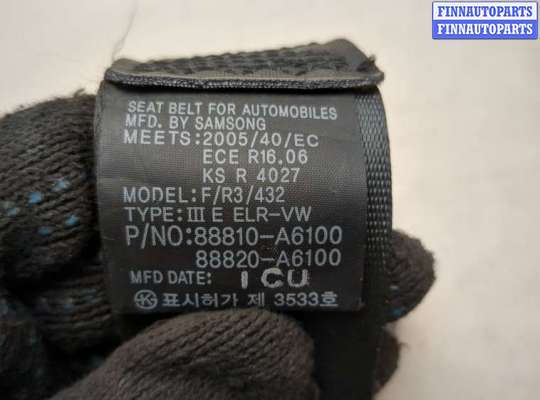 FINNAUTOPARTS
FINNAUTOPARTS
SEAT BELT FOR AUTOMOBILES
MFD. BY SAMSONG
MEETS:2005/40/EC
ECE R16.06
KS R 4027
MODEL:F/R3/432
TYPE:III E ELR-VW
P/NO:88810-A6100
88820-A6100
MFD DATE: 1 CU
표시허가 제 3533호